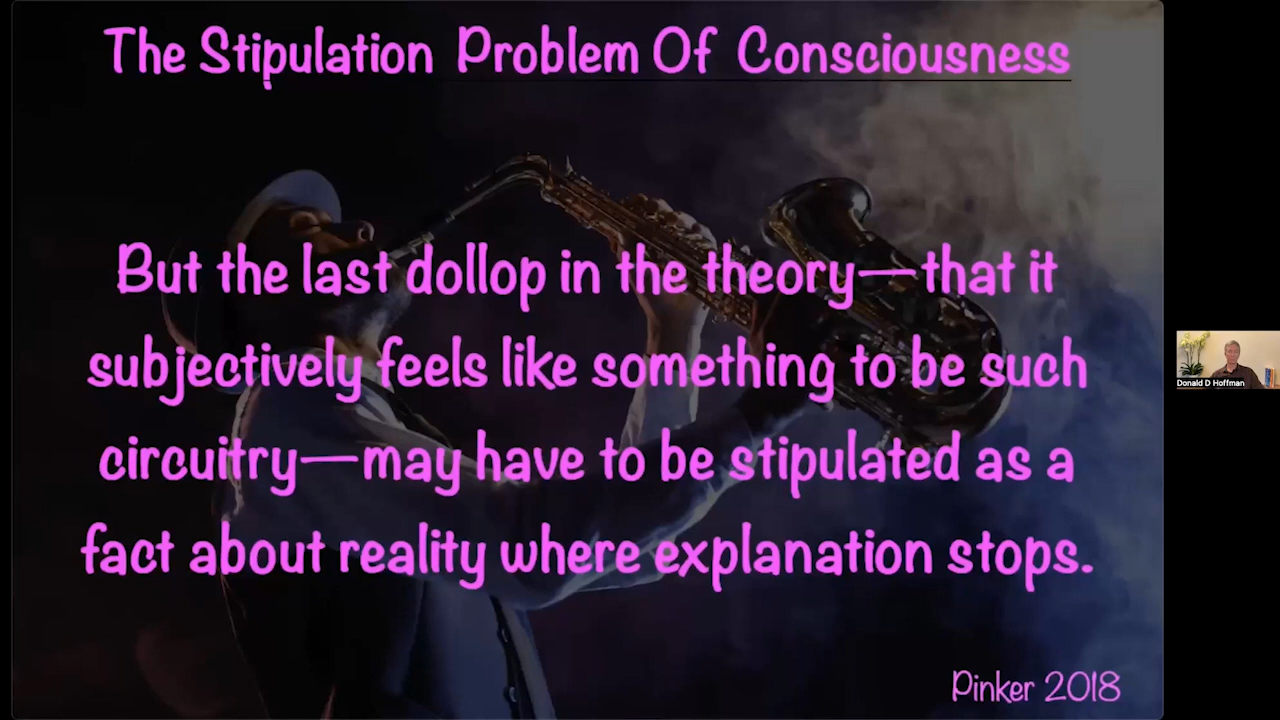 The Stipulation Problem Of Consciousness
But the last dollop in the theory—that it
subjectively feels like something to be such
circuitry—may have to be stipulated as a
fact about reality where explanation stops.
Pinker 2018
Donald D Hoffman